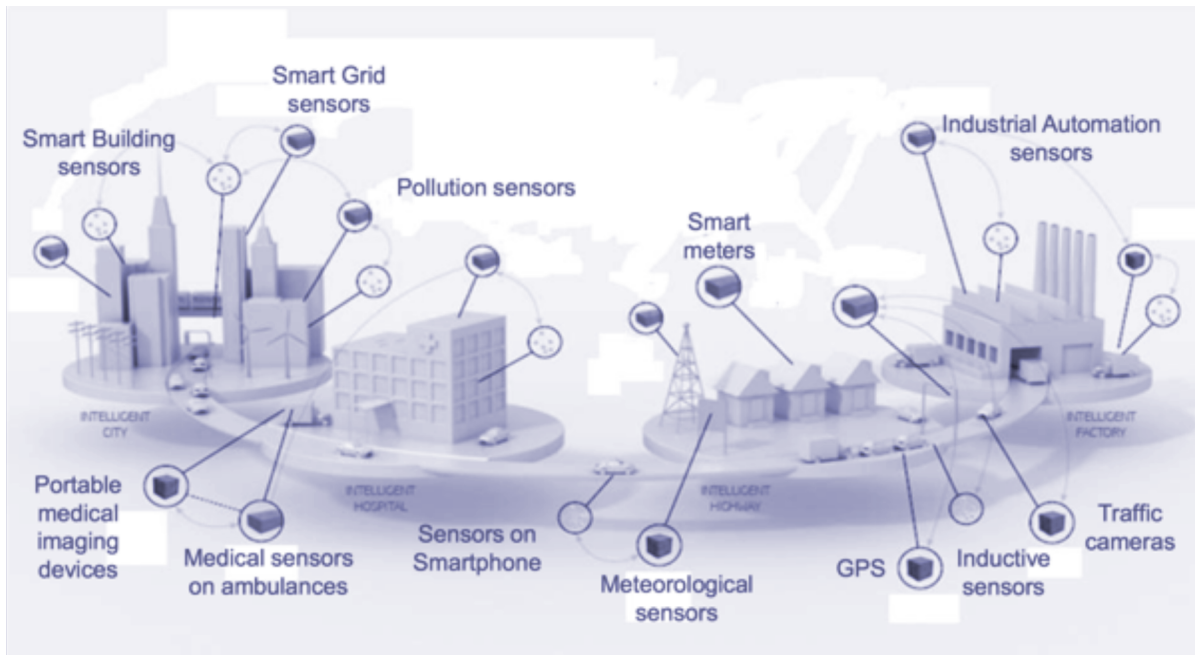 Smart Grid
sensors
Smart Building
sensors
Industrial Automation
sensors
Pollution sensors
Smart
meters
INTELLIGENT
CITY
INTELLIGENT
FACTORY
INTELLIGENT
HOSPITAL
INTELLIGENT
HIGHWAY
Portable
medical
imaging
devices
Medical sensors
on ambulances
Sensors on
Smartphone
Meteorological
sensors
GPS
Inductive
sensors
Traffic
cameras